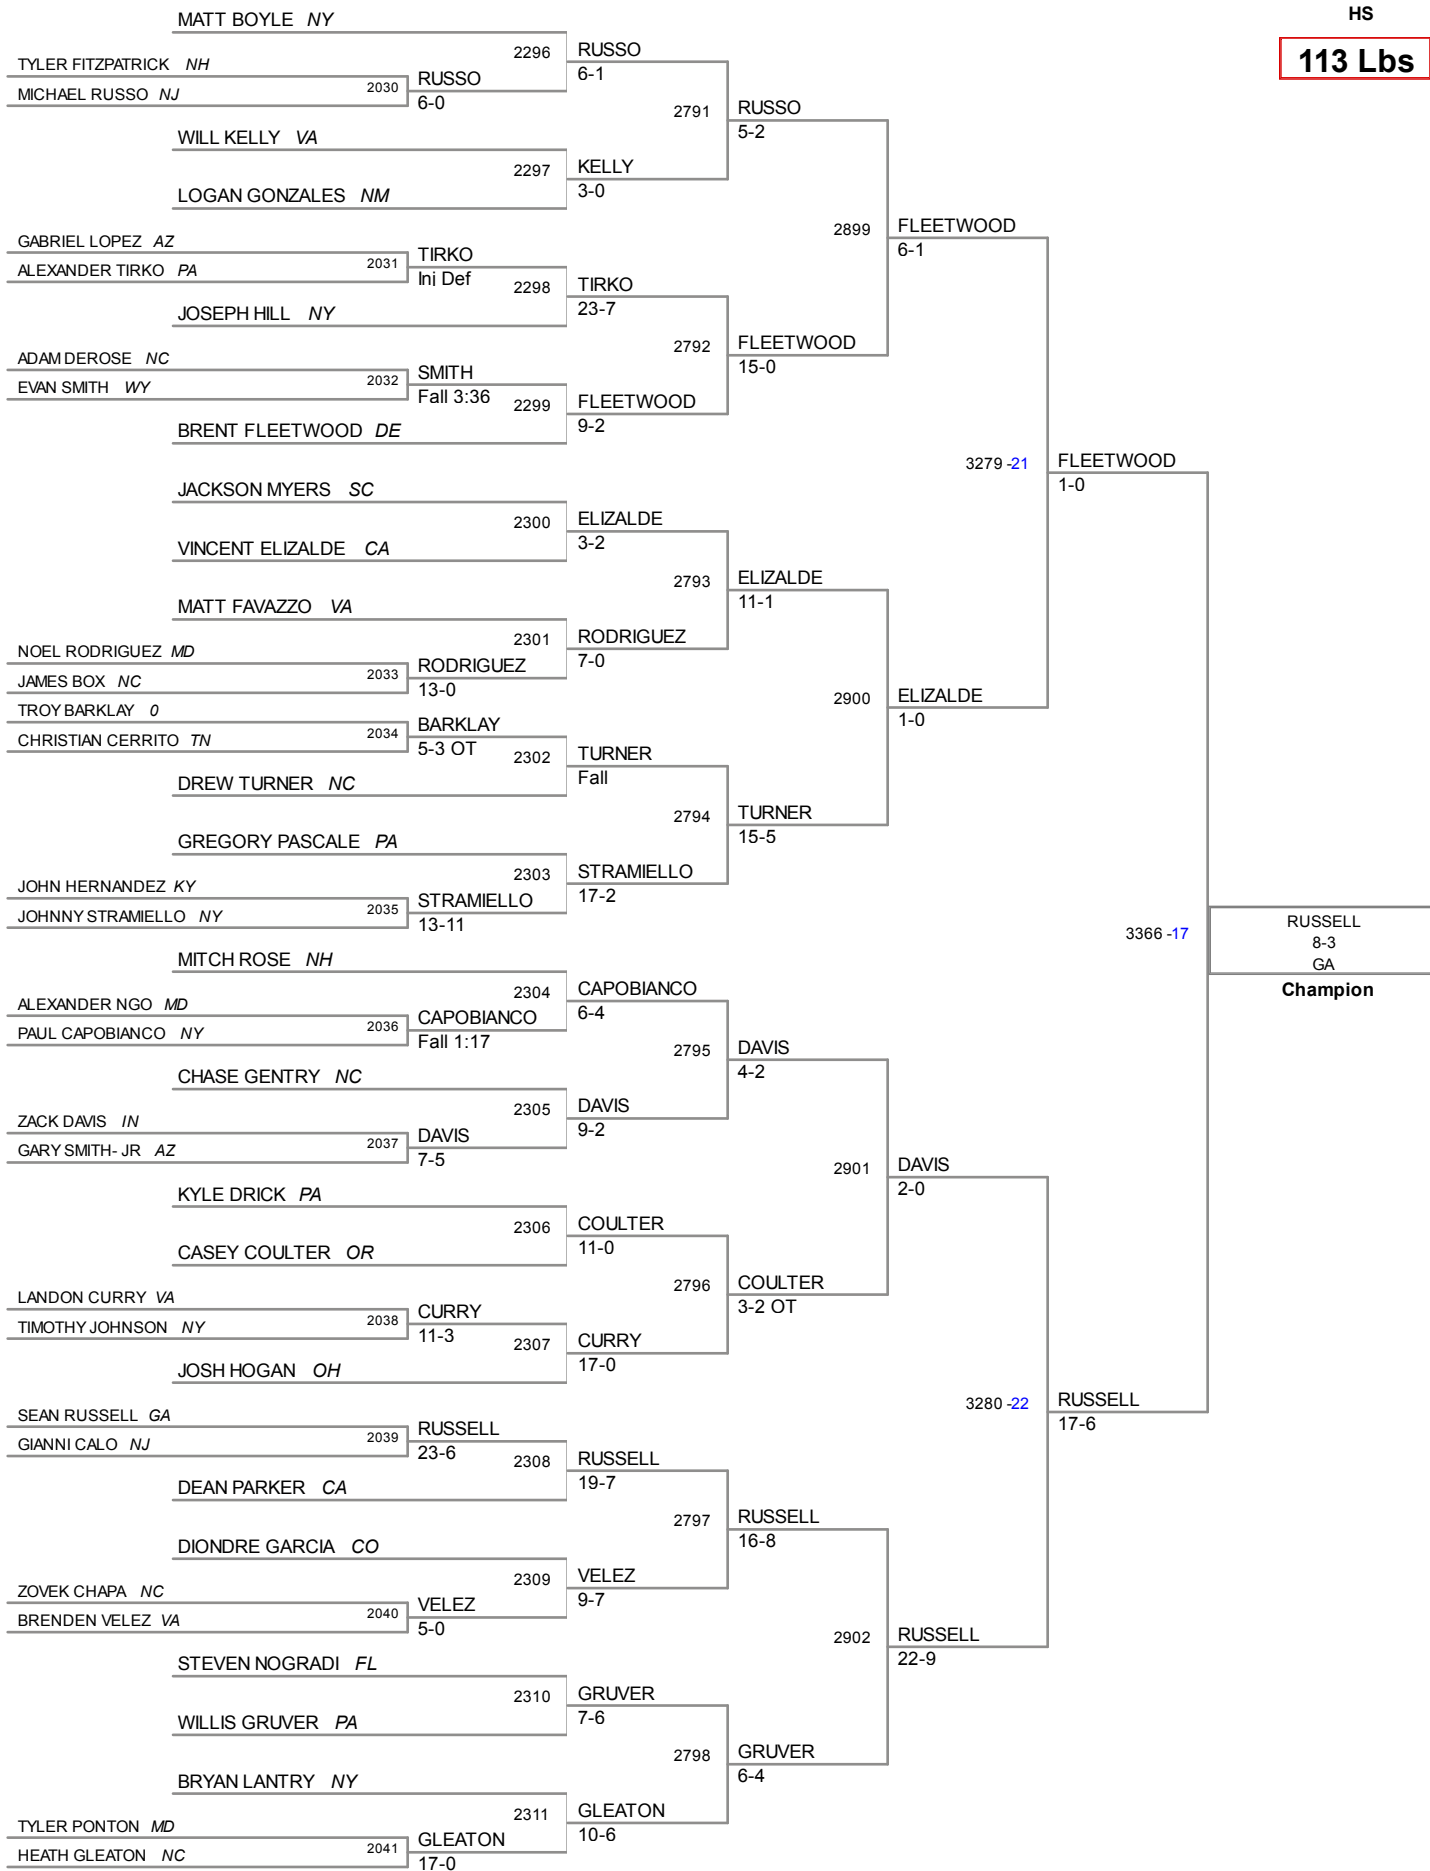 HS
113 Lbs
MATT BOYLE NY
2296
RUSSO
6-1
TYLER FITZPATRICK NH
MICHAEL RUSSO NJ
2030
RUSSO
6-0
2791
RUSSO
5-2
WILL KELLY VA
2297
KELLY
3-0
LOGAN GONZALES NM
2899
FLEETWOOD
6-1
GABRIEL LOPEZ AZ
ALEXANDER TIRKO PA
2031
TIRKO
Inj Def
2298
TIRKO
23-7
JOSEPH HILL NY
2792
FLEETWOOD
15-0
ADAM DEROSE NC
EVAN SMITH WY
2032
SMITH
Fall 3:36
2299
FLEETWOOD
9-2
BRENT FLEETWOOD DE
3279 -21
FLEETWOOD
1-0
JACKSON MYERS SC
2300
ELIZALDE
3-2
VINCENT ELIZALDE CA
2793
ELIZALDE
11-1
MATT FAVAZZO VA
2301
RODRIGUEZ
7-0
NOEL RODRIGUEZ MD
JAMES BOX NC
2033
RODRIGUEZ
13-0
2900
ELIZALDE
1-0
TROY BARKLAY 0
CHRISTIAN CERRITO TN
2034
BARKLAY
5-3 OT
2302
TURNER
Fall
DREW TURNER NC
2794
TURNER
15-5
GREGORY PASCALE PA
2303
STRAMIELLO
17-2
JOHN HERNANDEZ KY
JOHNNY STRAMIELLO NY
2035
STRAMIELLO
13-11
3366 -17
RUSSELL
8-3
GA
Champion
MITCH ROSE NH
2304
CAPOBIANCO
6-4
ALEXANDER NGO MD
PAUL CAPOBIANCO NY
2036
CAPOBIANCO
Fall 1:17
2795
DAVIS
4-2
CHASE GENTRY NC
2305
DAVIS
9-2
ZACK DAVIS IN
GARY SMITH- JR AZ
2037
DAVIS
7-5
2901
DAVIS
2-0
KYLE DRICK PA
2306
COULTER
11-0
CASEY COULTER OR
2796
COULTER
3-2 OT
LANDON CURRY VA
TIMOTHY JOHNSON NY
2038
CURRY
11-3
2307
CURRY
17-0
JOSH HOGAN OH
3280 -22
RUSSELL
17-6
SEAN RUSSELL GA
GIANNI CALO NJ
2039
RUSSELL
23-6
2308
RUSSELL
19-7
DEAN PARKER CA
2797
RUSSELL
16-8
DIONDRE GARCIA CO
2309
VELEZ
9-7
ZOVEK CHAPA NC
BRENDEN VELEZ VA
2040
VELEZ
5-0
2902
RUSSELL
22-9
STEVEN NOGRADI FL
2310
GRUVER
7-6
WILLIS GRUVER PA
2798
GRUVER
6-4
BRYAN LANTRY NY
2311
GLEATON
10-6
TYLER PONTON MD
HEATH GLEATON NC
2041
GLEATON
17-0